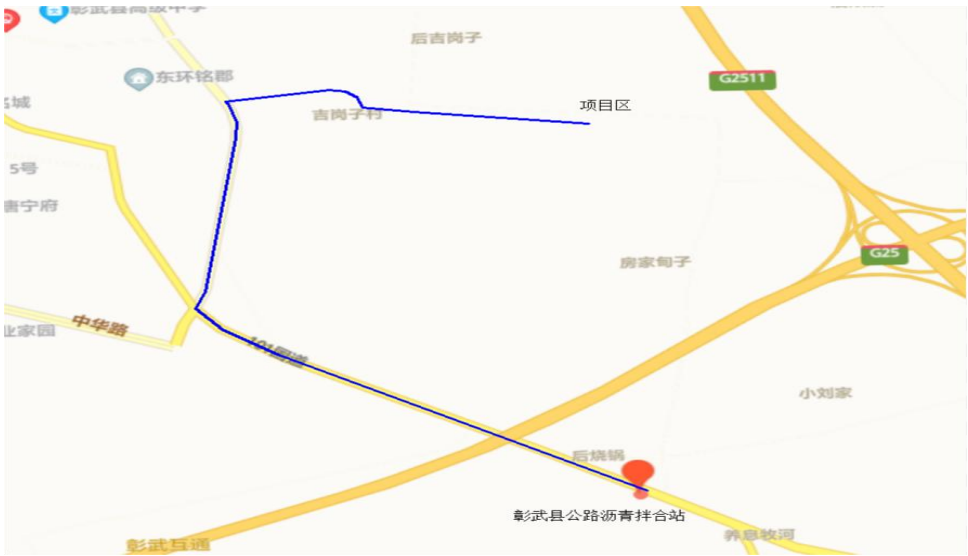 彰武县高级中学
后吉岗子
G2511
东环铭郡
项目区
名城
吉岗子村
5号
唐宁府
G25
房家甸子
中华路
业家园
101国道
小刘家
后烧锅
彰武县公路沥青拌合站
养息牧河
彰武互通